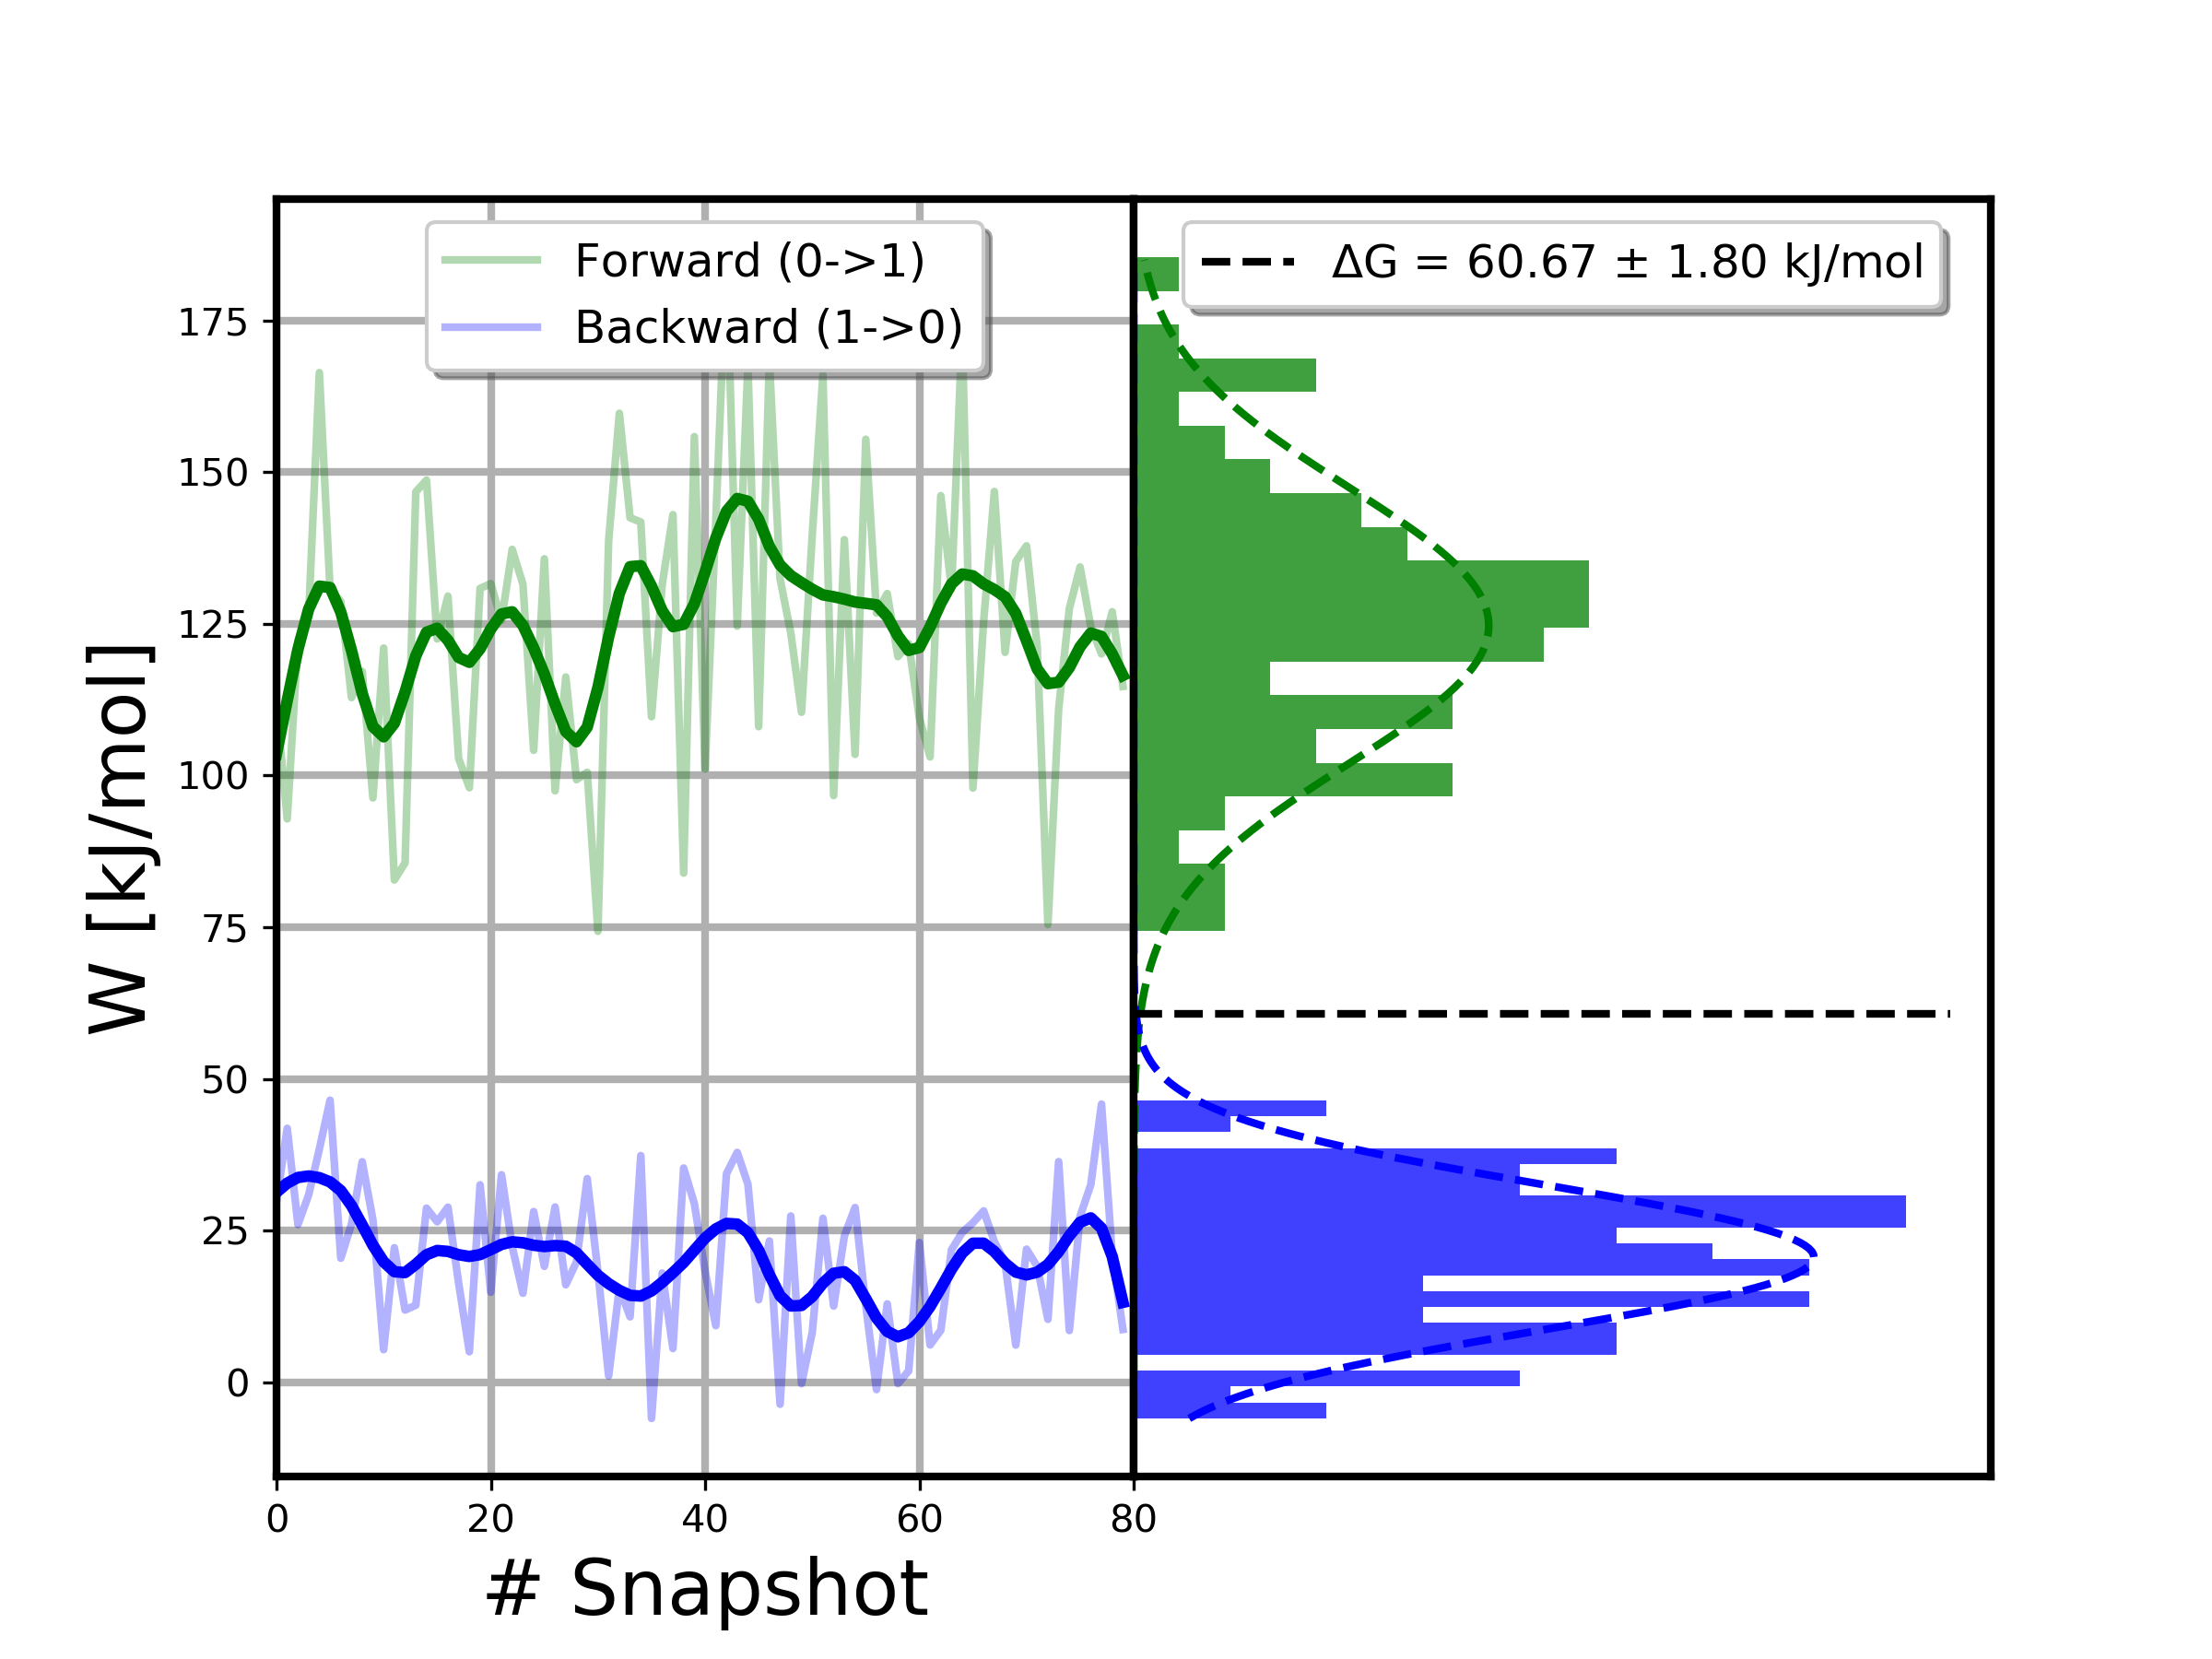 Forward (0->1)
Backward (1->0)
ΔG = 60.67 ± 1.80 kJ/mol
W [kJ/mol]
175
150
125
100
75
50
25
0
0 20 40 60 80
# Snapshot